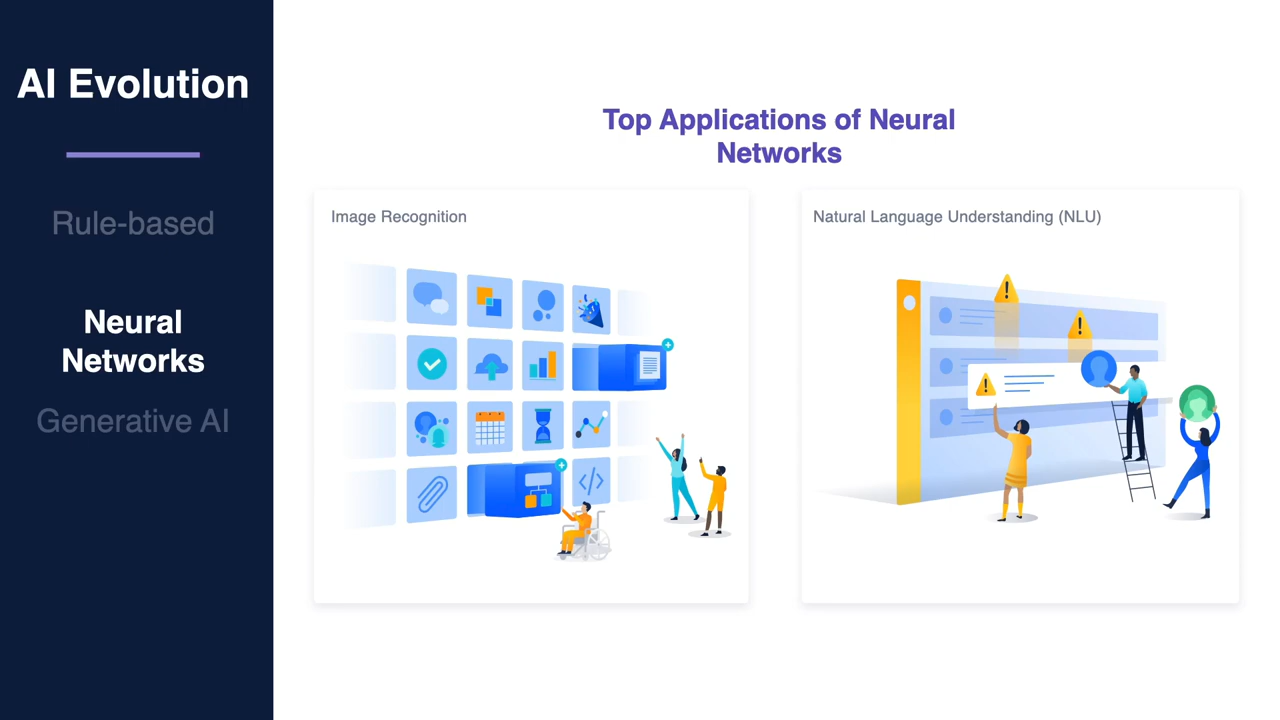 AI Evolution
Rule-based
Neural
Networks
Generative AI
Top Applications of Neural
Networks
Image Recognition
Natural Language Understanding (NLU)